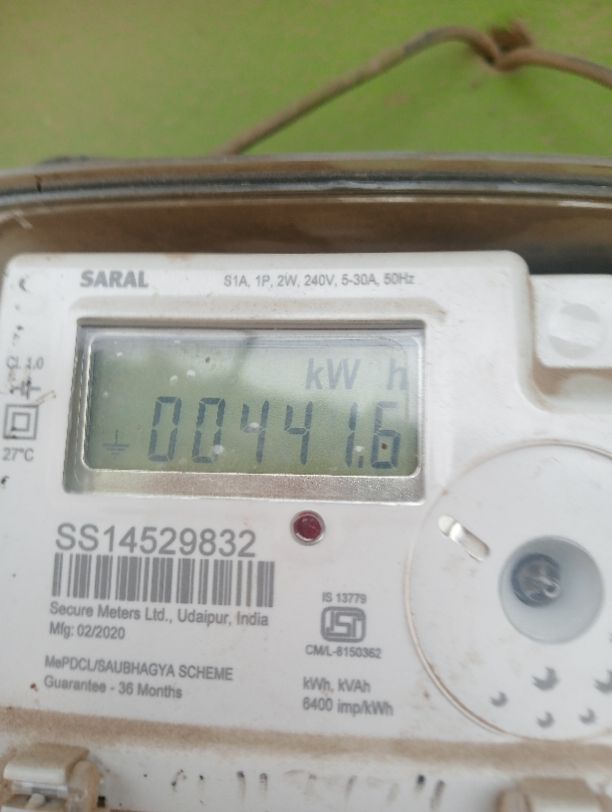 SARAL
S1A, 1P, 2W, 240V, 5-30A, 50Hz
CL 1.0
kW h
00441.6
27°C
SS14529832
Secure Meters Ltd., Udaipur, India
Mfg: 02/2020
MePDCL/SAUBHAGYA SCHEME
Guarantee - 36 Months
IS 13779
ISI
CM/L-8150362
kWh, kVAh
6400 imp/kWh